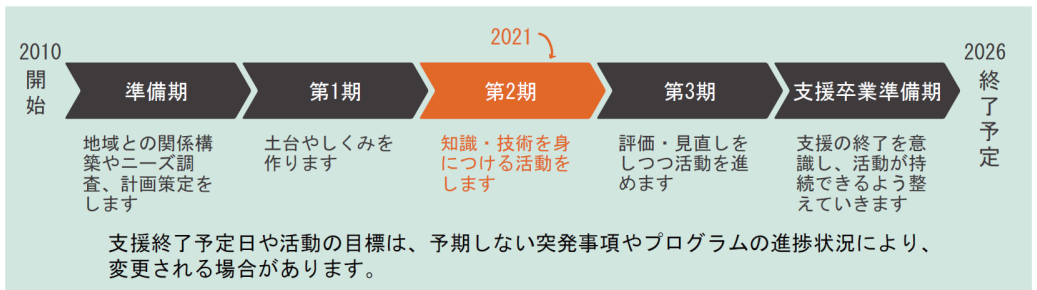 2010
開
始
2021
2026
終
了
予
定
準備期
第1期
第2期
第3期
支援卒業準備期
地域との関係構
築やニーズ調
査、計画策定を
します
土台やしくみを
作ります
知識・技術を身
につける活動を
します
評価・見直しを
しつつ活動を進
めます
支援の終了を意
識し、活動が持
続できるよう整
えていきます
支援終了予定日や活動の目標は、予期しない突発事項やプログラムの進捗状況により、
変更される場合があります。